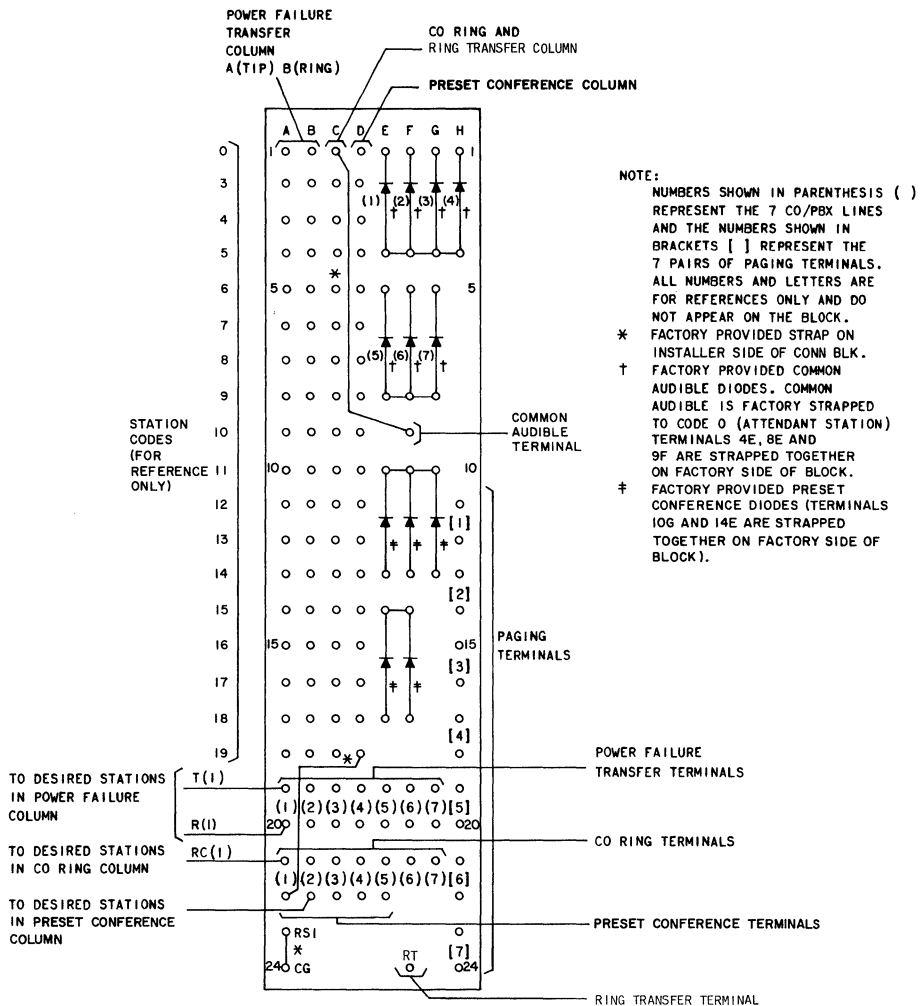 POWER FAILURE
TRANSFER
COLUMN
A(TIP) B(RING)
CO RING AND
RING TRANSFER COLUMN
PRESET CONFERENCE COLUMN
A B C D E F G H
0 1 1
3 (1) † (2) † (3) † (4) †
4
5
*
6 5 5
7
8 (5) † (6) † (7) †
9
10
COMMON
AUDIBLE
TERMINAL
STATION
CODES
(FOR
REFERENCE
ONLY)
11 10 10
12
[1]
13 ‡ ‡ ‡
14
[2]
15
16 15 15
[3]
17 ‡ ‡
18
[4]
19 *
PAGING
TERMINALS
NOTE:
NUMBERS SHOWN IN PARENTHESIS ( )
REPRESENT THE 7 CO/PBX LINES
AND THE NUMBERS SHOWN IN
BRACKETS [ ] REPRESENT THE
7 PAIRS OF PAGING TERMINALS.
ALL NUMBERS AND LETTERS ARE
FOR REFERENCES ONLY AND DO
NOT APPEAR ON THE BLOCK.
* FACTORY PROVIDED STRAP ON
INSTALLER SIDE OF CONN BLK.
† FACTORY PROVIDED COMMON
AUDIBLE DIODES. COMMON
AUDIBLE IS FACTORY STRAPPED
TO CODE 0 (ATTENDANT STATION)
TERMINALS 4E, 8E AND
9F ARE STRAPPED TOGETHER
ON FACTORY SIDE OF BLOCK.
‡ FACTORY PROVIDED PRESET
CONFERENCE DIODES (TERMINALS
10G AND 14E ARE STRAPPED
TOGETHER ON FACTORY SIDE OF
BLOCK).
TO DESIRED STATIONS
IN POWER FAILURE
COLUMN
T(1)
R(1)
(1) (2) (3) (4) (5) (6) (7) [5]
20 20
POWER FAILURE
TRANSFER TERMINALS
TO DESIRED STATIONS
IN CO RING COLUMN
RC(1)
(1) (2) (3) (4) (5) (6) (7) [6]
CO RING TERMINALS
TO DESIRED STATIONS
IN PRESET CONFERENCE
COLUMN
PRESET CONFERENCE TERMINALS
RSI
* [7]
24 CG RT 24
RING TRANSFER TERMINAL